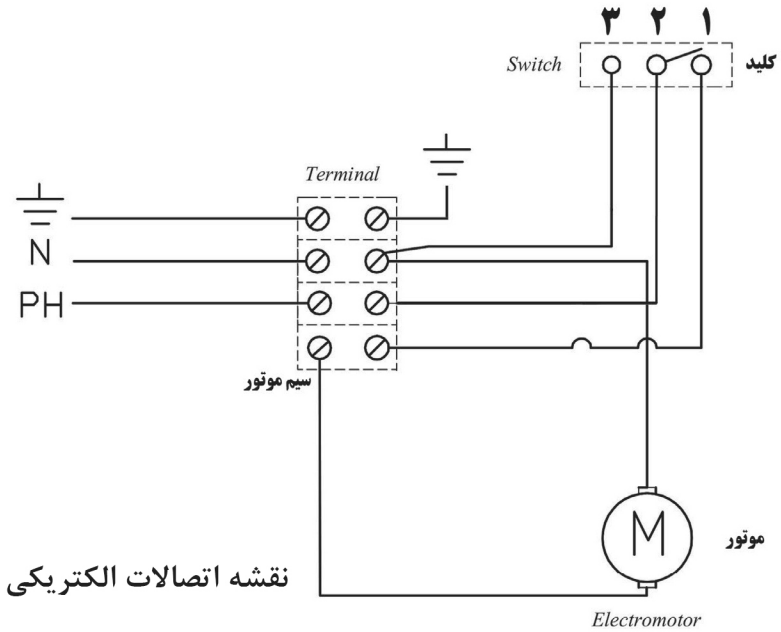 ۳ ۲ ۱
Switch
کلید
Terminal
N
PH
سیم موتور
M
موتور
نقشه اتصالات الکتریکی
Electromotor